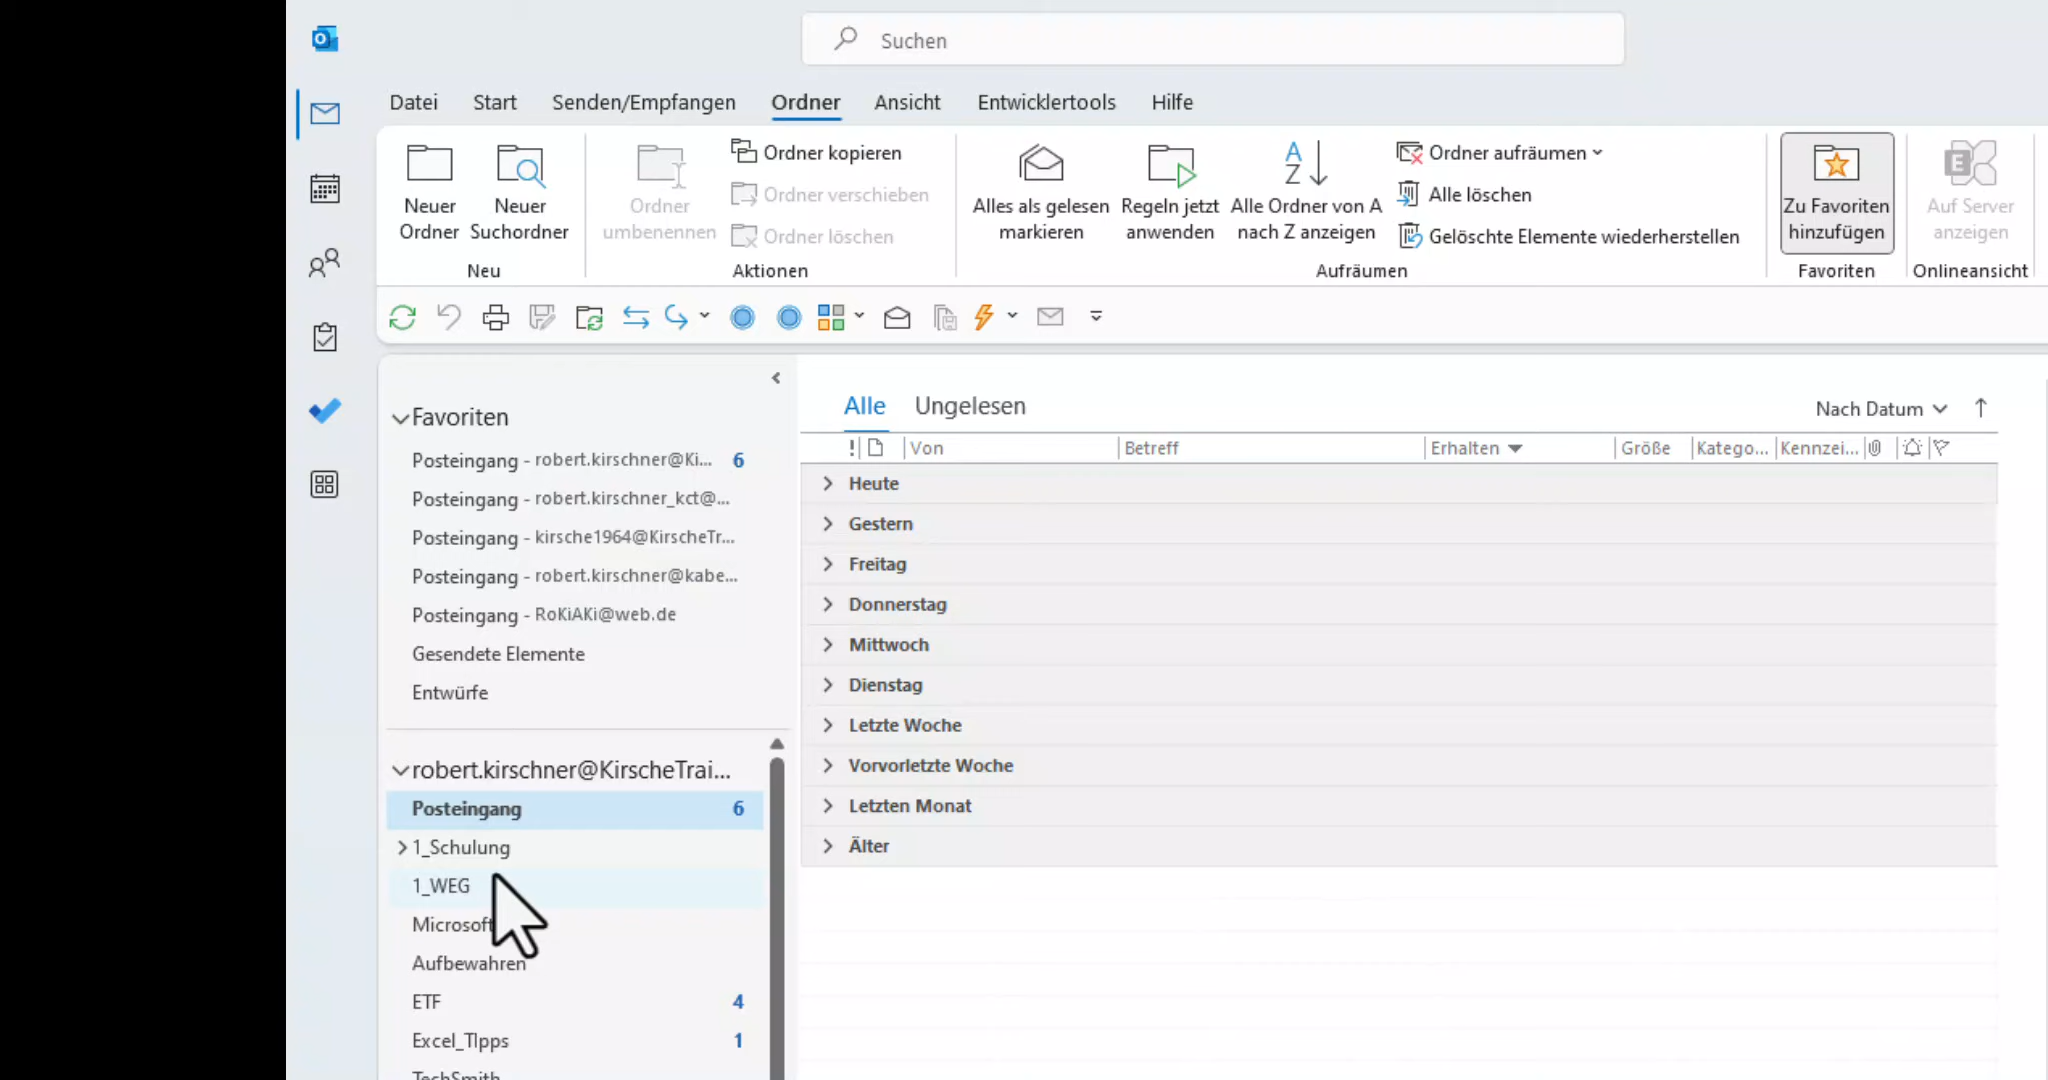 Suchen
Datei Start Senden/Empfangen Ordner Ansicht Entwicklertools Hilfe
Neuer Ordner
Neuer Suchordner
Neu
Ordner umbenennen
Ordner kopieren
Ordner verschieben
Ordner löschen
Aktionen
Alles als gelesen markieren
Regeln jetzt anwenden
Alle Ordner von A nach Z anzeigen
Ordner aufräumen
Alle löschen
Gelöschte Elemente wiederherstellen
Aufräumen
Zu Favoriten hinzufügen
Favoriten
Auf Server anzeigen
Onlineansicht
Favoriten
Posteingang - robert.kirschner@Ki... 6
Posteingang - robert.kirschner_kct@...
Posteingang - kirsche1964@KirscheTr...
Posteingang - robert.kirschner@kabe...
Posteingang - RoKiAKi@web.de
Gesendete Elemente
Entwürfe
robert.kirschner@KirscheTrai...
Posteingang 6
1_Schulung
1_WEG
Microsoft
Aufbewahren
ETF 4
Excel_TIpps 1
TechSmith
Alle Ungelesen
Nach Datum
! Von Betreff Erhalten Größe Katego... Kennzei...
Heute
Gestern
Freitag
Donnerstag
Mittwoch
Dienstag
Letzte Woche
Vorvorletzte Woche
Letzten Monat
Älter